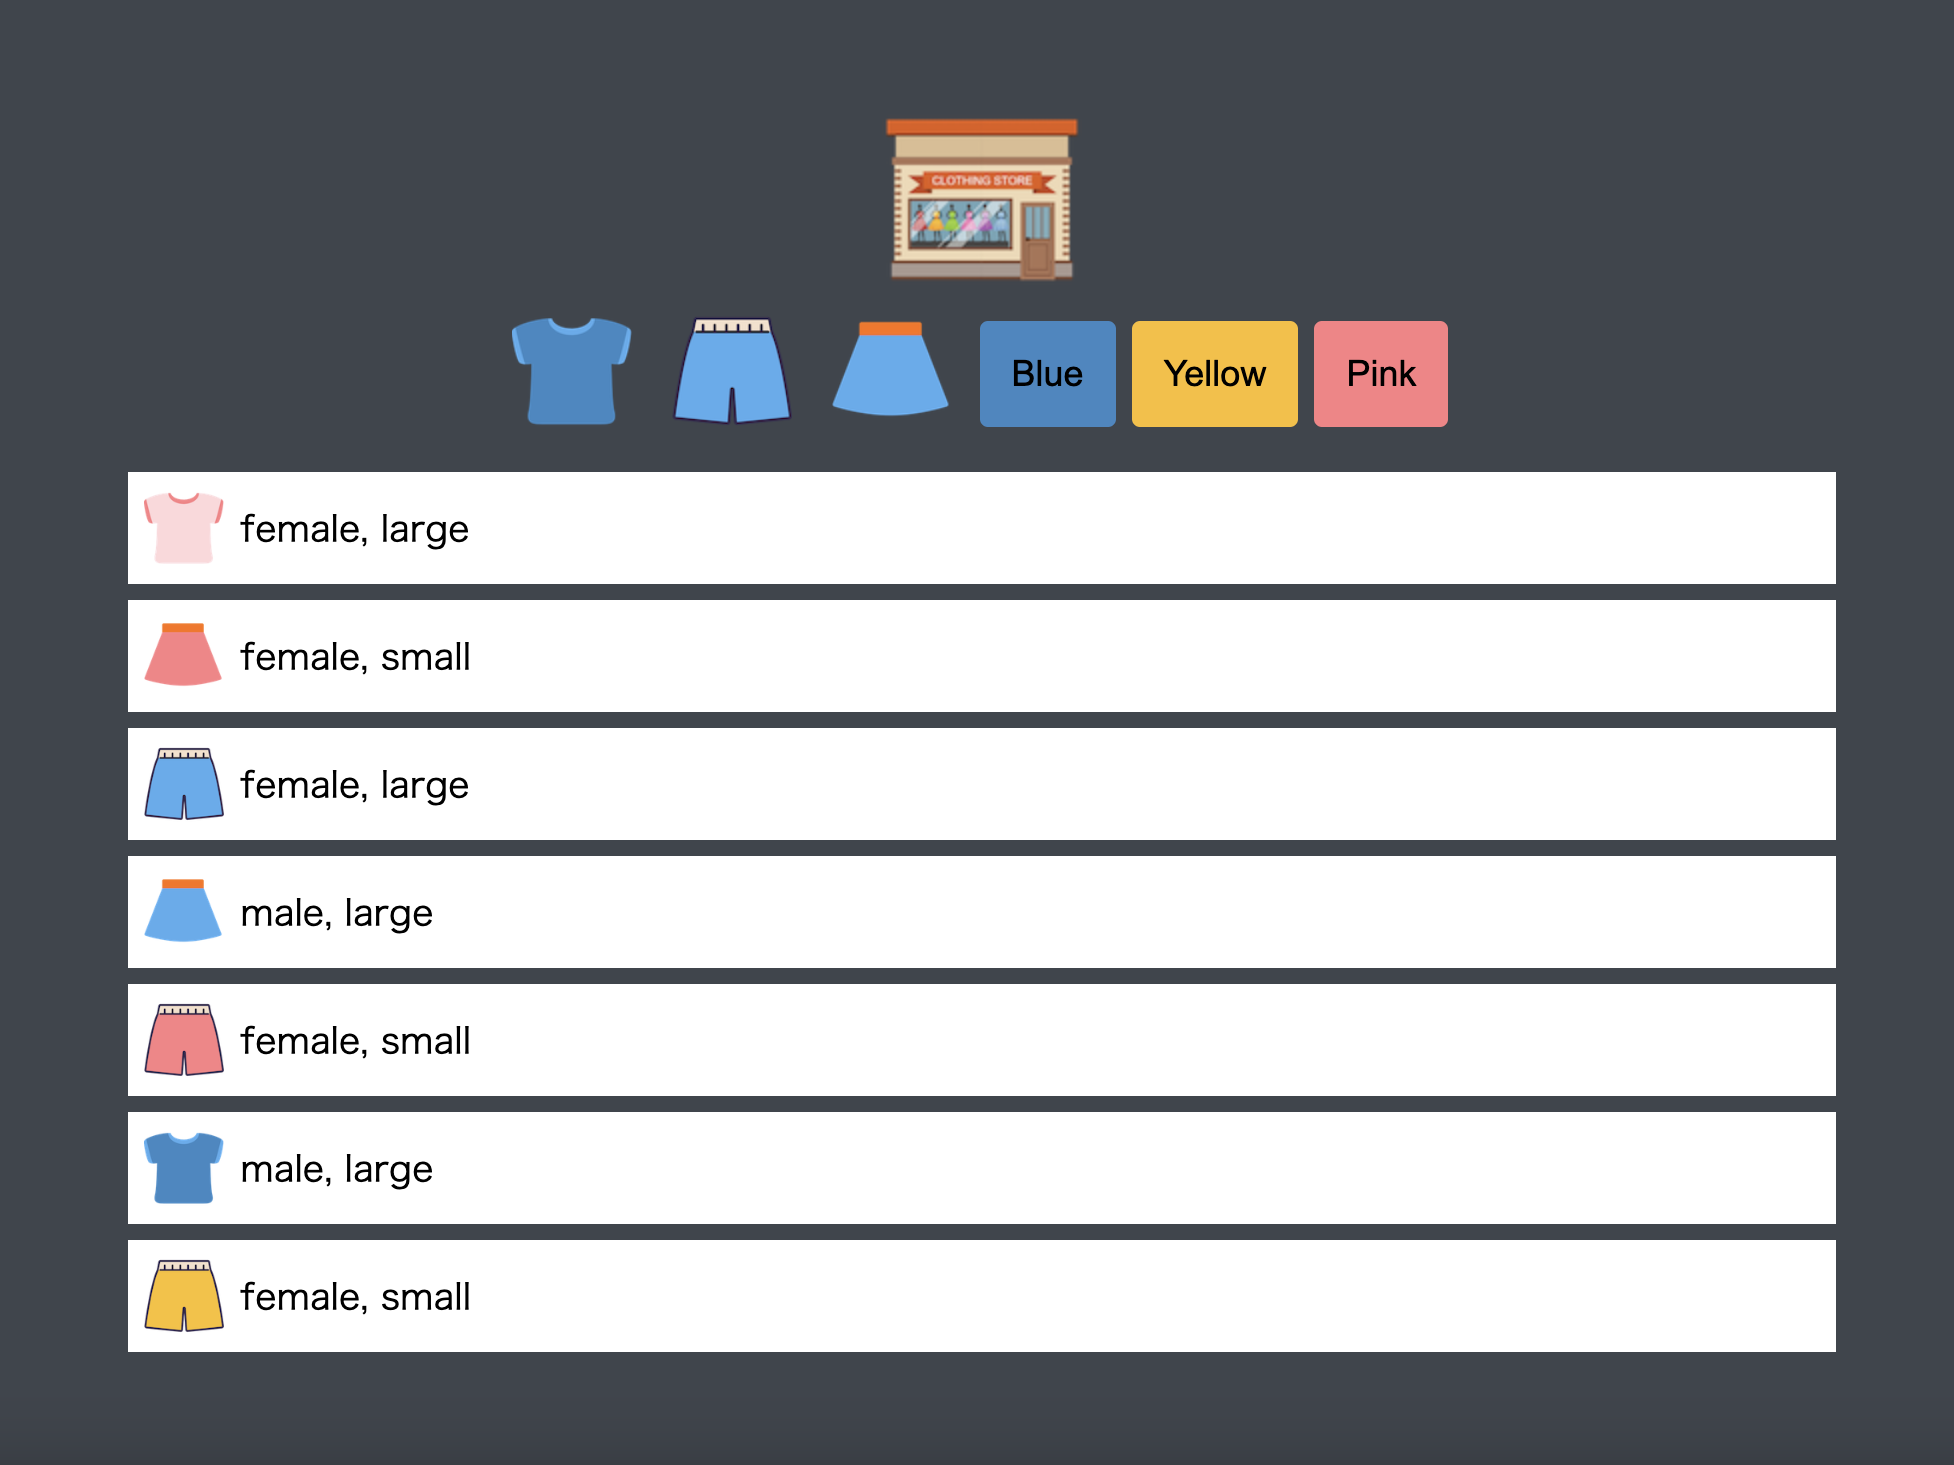 CLOTHING STORE
Blue
Yellow
Pink
female, large
female, small
female, large
male, large
female, small
male, large
female, small